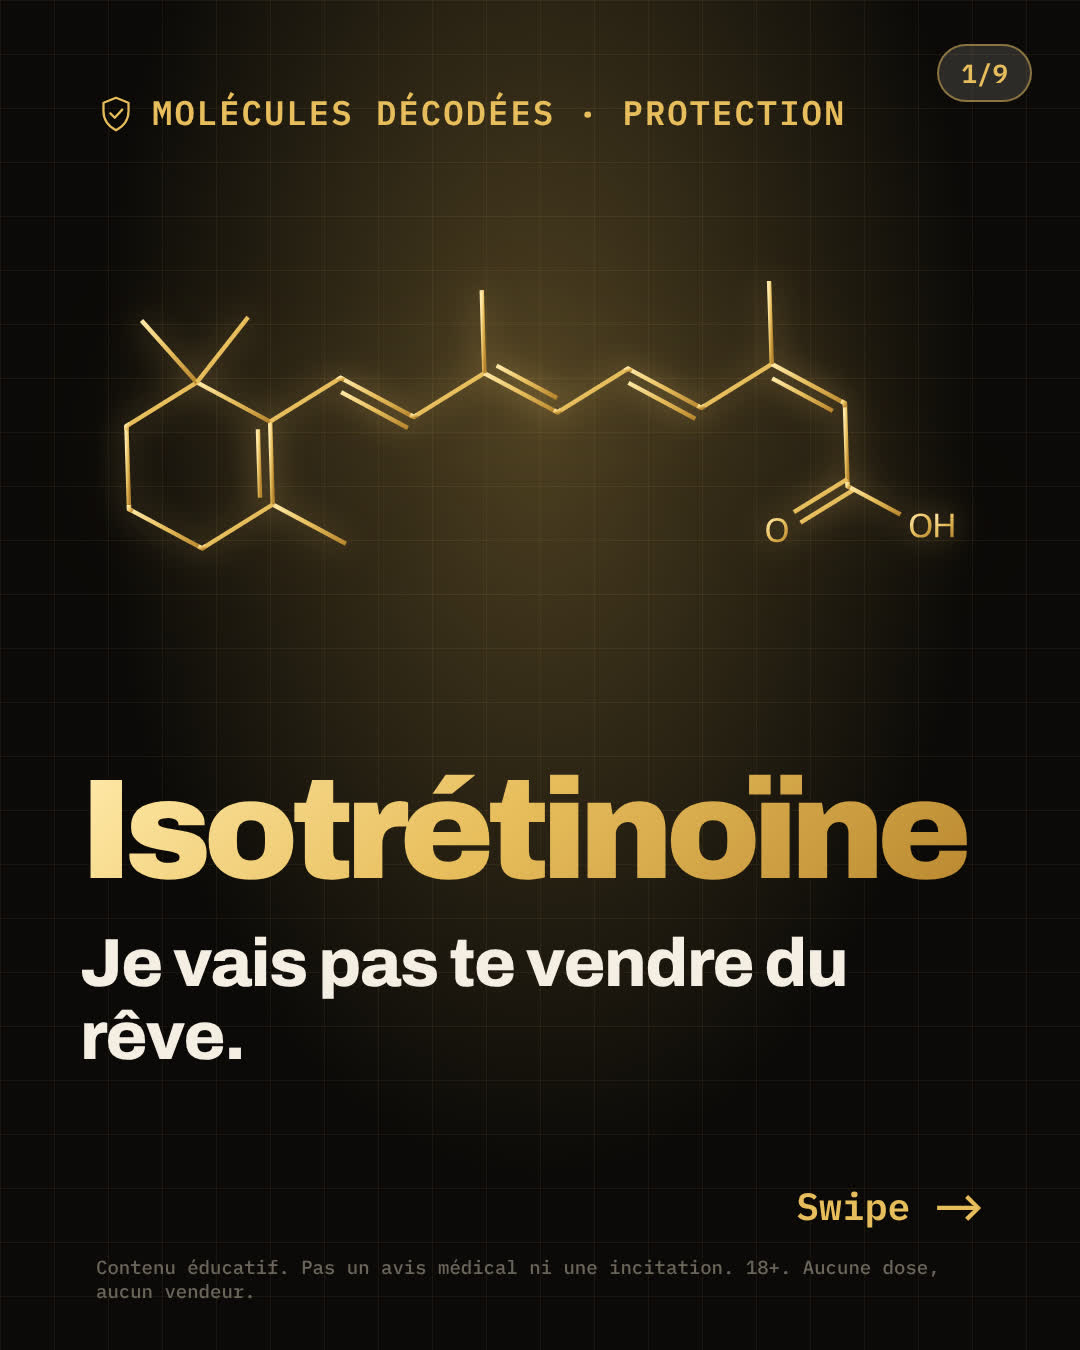 1/9
MOLÉCULES DÉCODÉES · PROTECTION
O
OH
Isotrétinoïne
Je vais pas te vendre du
rêve.
Swipe →
Contenu éducatif. Pas un avis médical ni une incitation. 18+. Aucune dose,
aucun vendeur.